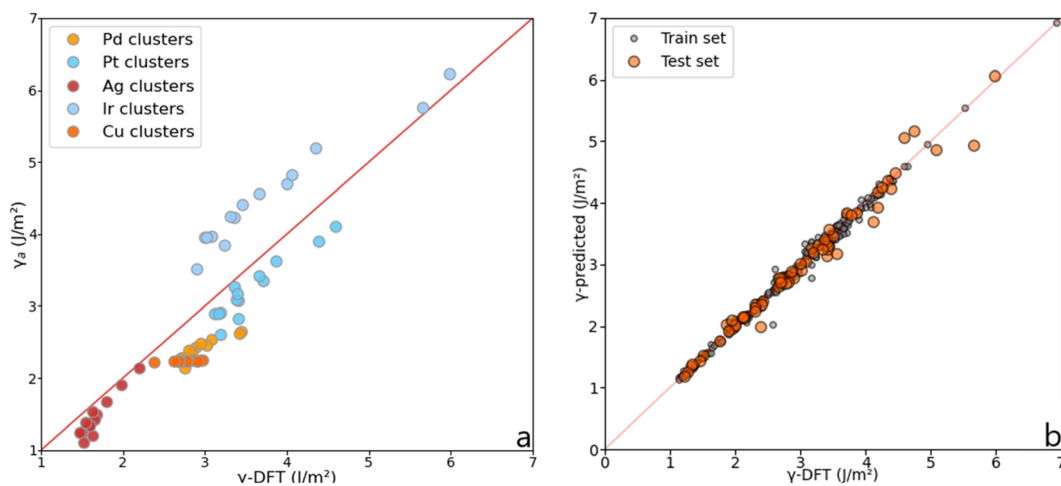 7
6
5
4
3
2
1
γₐ (J/m²)
Pd clusters
Pt clusters
Ag clusters
Ir clusters
Cu clusters
a
1 2 3 4 5 6 7
γ-DFT (J/m²)
7
6
5
4
3
2
1
0
γ-predicted (J/m²)
Train set
Test set
b
0 1 2 3 4 5 6 7
γ-DFT (J/m²)